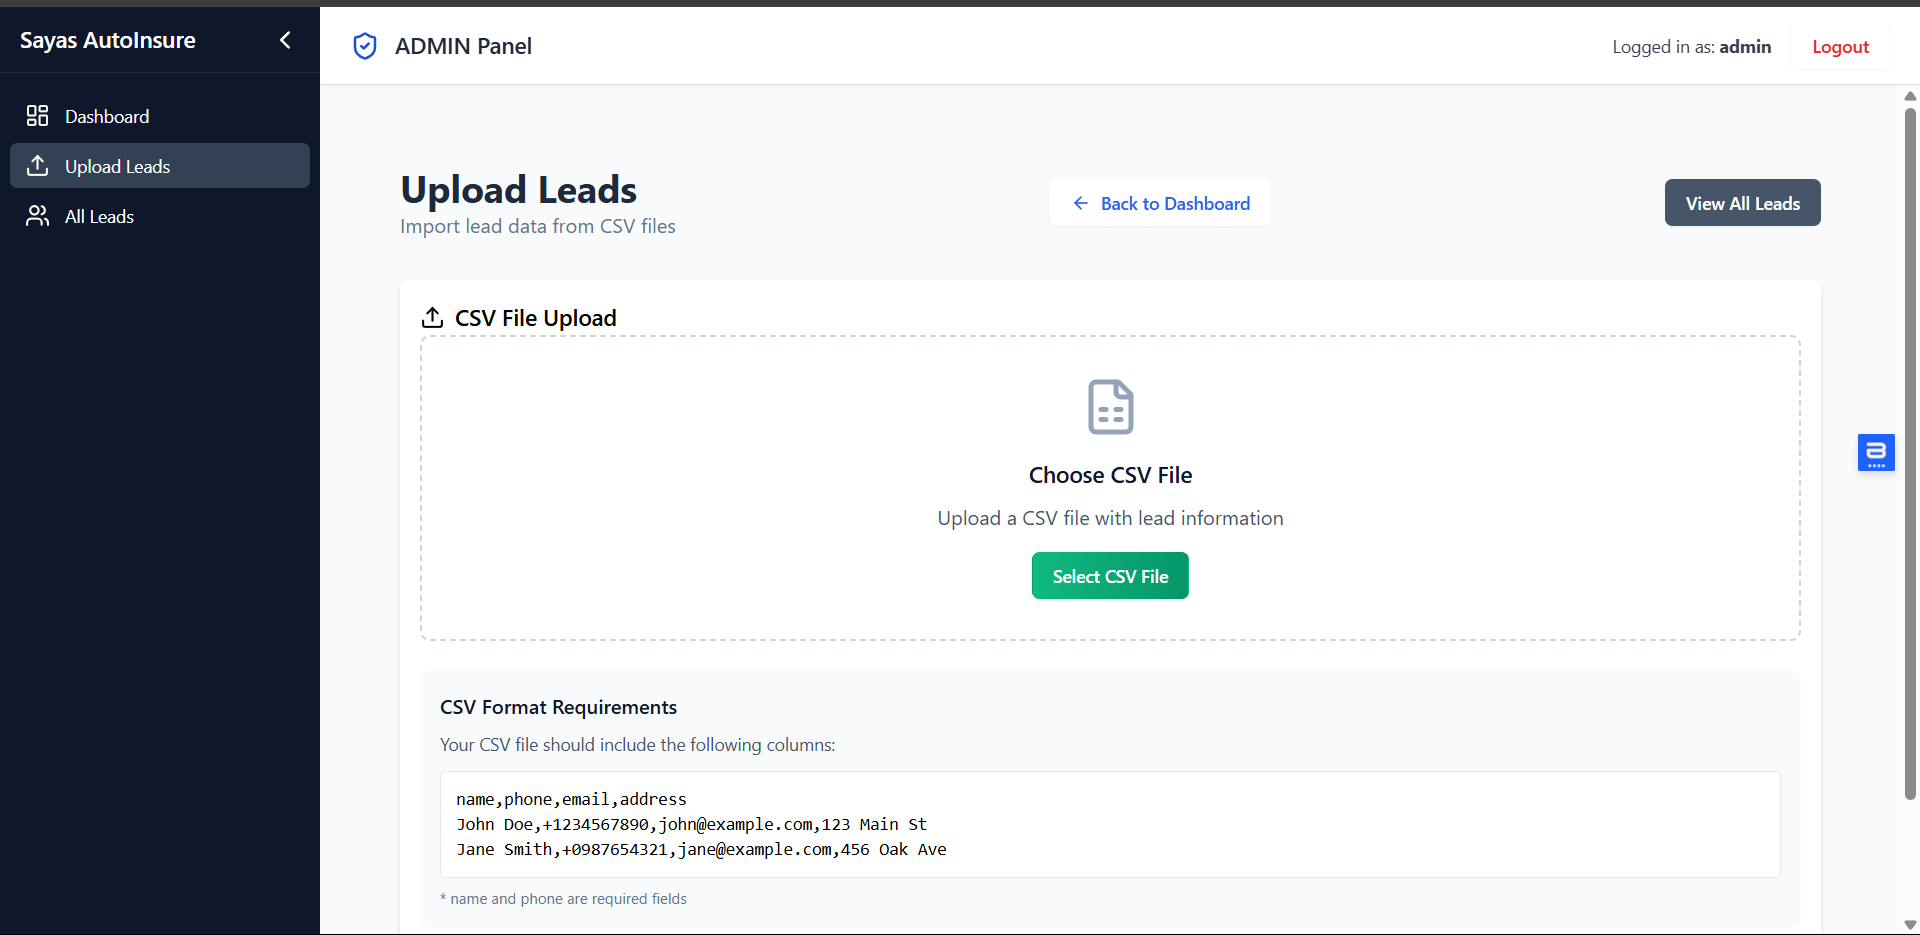 Sayas AutoInsure
Dashboard
Upload Leads
All Leads
ADMIN Panel
Logged in as: admin
Logout
Upload Leads
Import lead data from CSV files
Back to Dashboard
View All Leads
CSV File Upload
Choose CSV File
Upload a CSV file with lead information
Select CSV File
CSV Format Requirements
Your CSV file should include the following columns:
name,phone,email,address
John Doe,+1234567890,john@example.com,123 Main St
Jane Smith,+0987654321,jane@example.com,456 Oak Ave
* name and phone are required fields